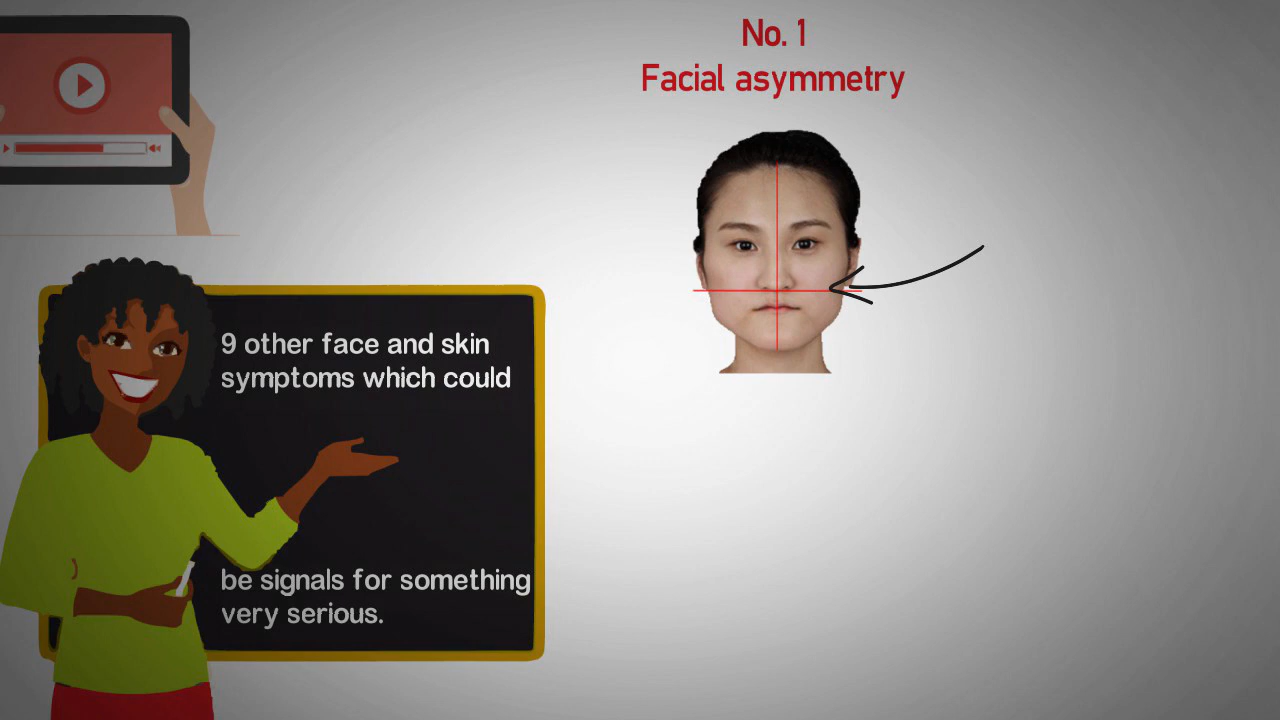 No. 1
Facial asymmetry
9 other face and skin
symptoms which could
be signals for something
very serious.